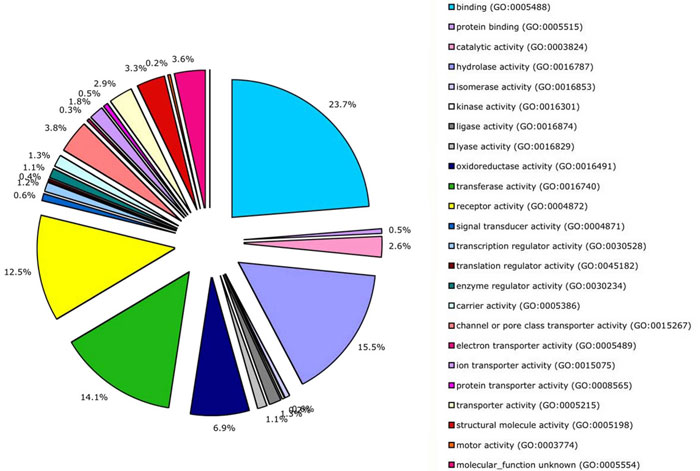 binding (GO:0005488)
protein binding (GO:0005515)
catalytic activity (GO:0003824)
hydrolase activity (GO:0016787)
isomerase activity (GO:0016853)
kinase activity (GO:0016301)
ligase activity (GO:0016874)
lyase activity (GO:0016829)
oxidoreductase activity (GO:0016491)
transferase activity (GO:0016740)
receptor activity (GO:0004872)
signal transducer activity (GO:0004871)
transcription regulator activity (GO:0030528)
translation regulator activity (GO:0045182)
enzyme regulator activity (GO:0030234)
carrier activity (GO:0005386)
channel or pore class transporter activity (GO:0015267)
electron transporter activity (GO:0005489)
ion transporter activity (GO:0015075)
protein transporter activity (GO:0008565)
transporter activity (GO:0005215)
structural molecule activity (GO:0005198)
motor activity (GO:0003774)
molecular_function unknown (GO:0005554)
23.7%
0.5%
2.6%
15.5%
1.1%
6.9%
14.1%
12.5%
0.6%
1.2%
0.4%
1.1%
1.3%
3.8%
0.3%
1.8%
0.5%
2.9%
3.3%
0.2%
3.6%